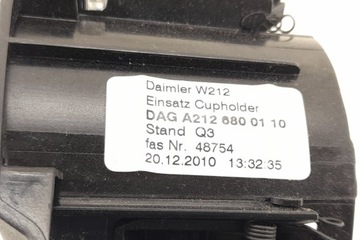 Daimler W212
Einsatz Cupholder
DAG A212 680 01 10
Stand Q3
fas Nr. 48754
20.12.2010 13:32:35